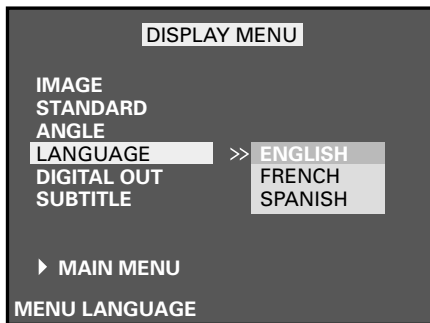 DISPLAY MENU
IMAGE
STANDARD
ANGLE
LANGUAGE >> ENGLISH
DIGITAL OUT FRENCH
SUBTITLE SPANISH
MAIN MENU
MENU LANGUAGE